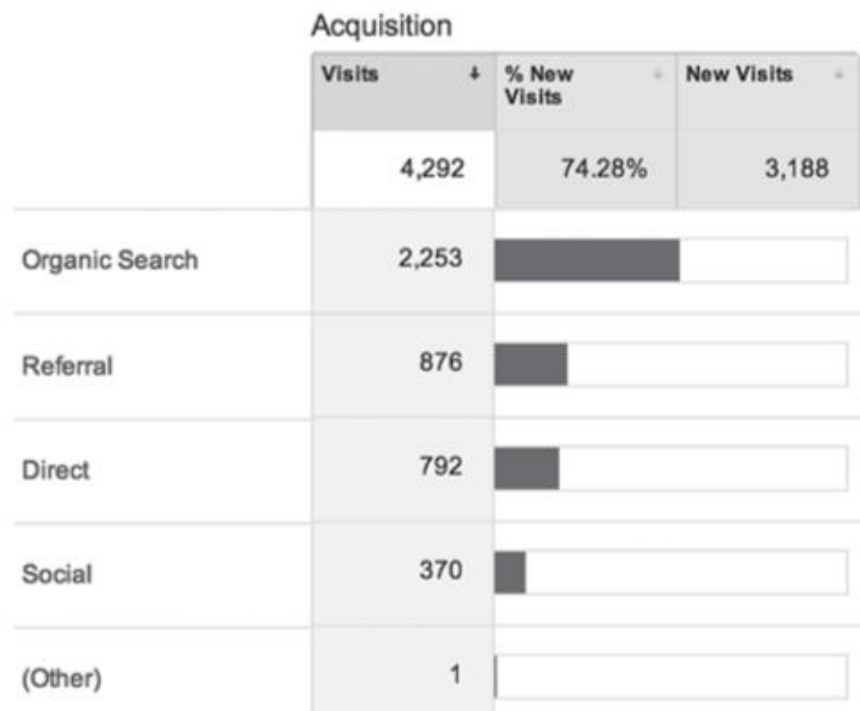 Acquisition
Visits % New Visits New Visits
4,292 74.28% 3,188
Organic Search 2,253
Referral 876
Direct 792
Social 370
(Other) 1